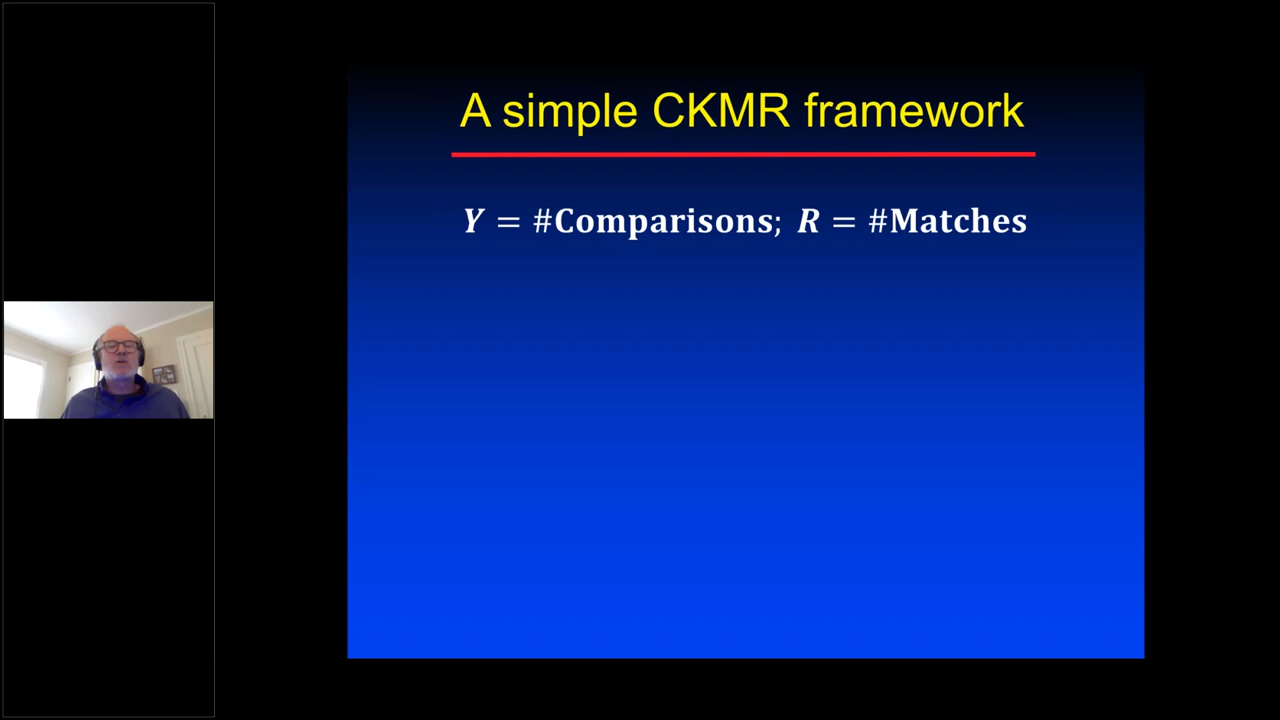 A simple CKMR framework
Y = #Comparisons; R = #Matches